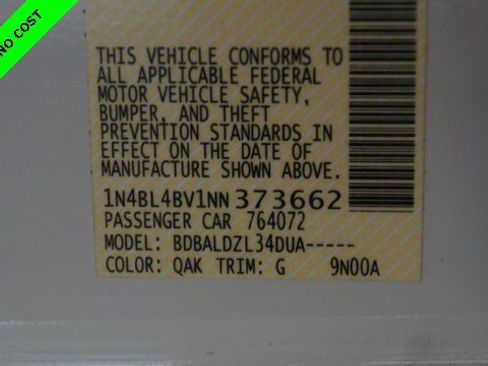 NO COST
THIS VEHICLE CONFORMS TO
ALL APPLICABLE FEDERAL
MOTOR VEHICLE SAFETY,
BUMPER, AND THEFT
PREVENTION STANDARDS IN
EFFECT ON THE DATE OF
MANUFACTURE SHOWN ABOVE.
1N4BL4BV1NN373662
PASSENGER CAR 764072
MODEL: BDBALDZL34DUA-----
COLOR: QAK TRIM: G 9N00A